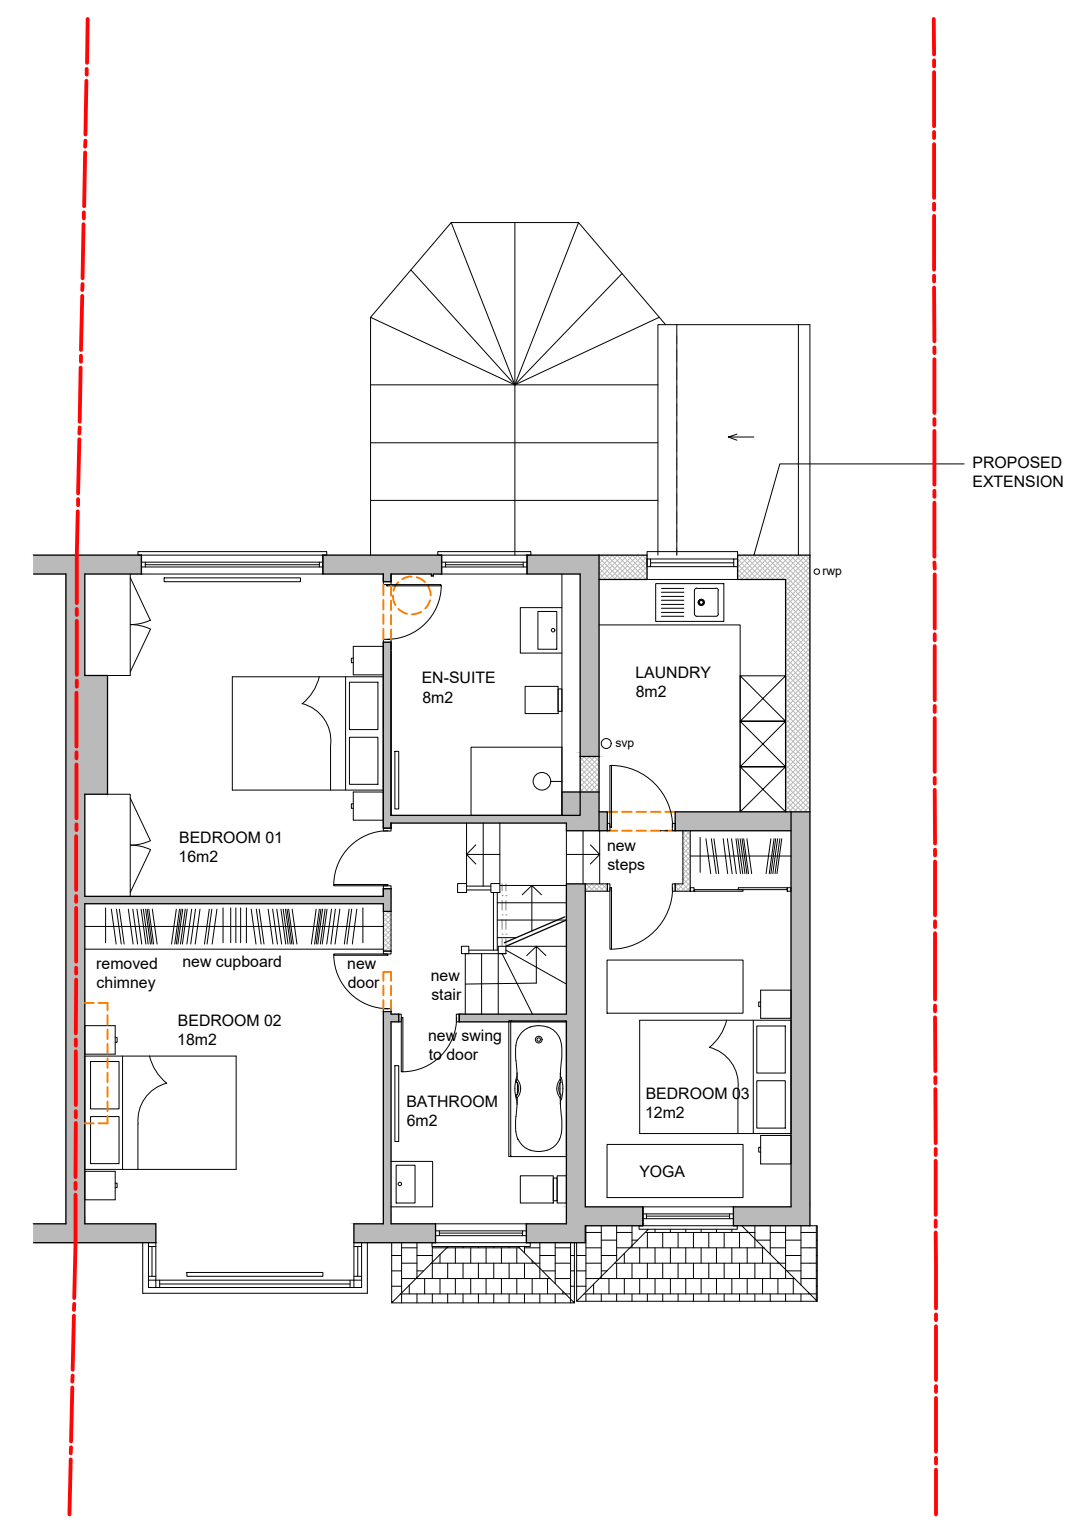 PROPOSED
EXTENSION
rwp
EN-SUITE
8m2
LAUNDRY
8m2
svp
BEDROOM 01
16m2
new
steps
removed
chimney
new cupboard
new
door
new
stair
BEDROOM 02
18m2
new swing
to door
BATHROOM
6m2
BEDROOM 03
12m2
YOGA